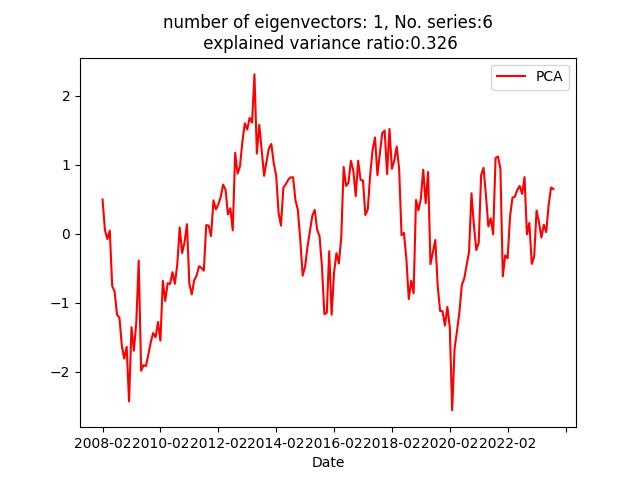 number of eigenvectors: 1, No. series:6
explained variance ratio:0.326
PCA
2
1
0
−1
−2
2008-022010-022012-022014-022016-022018-022020-022022-02
Date